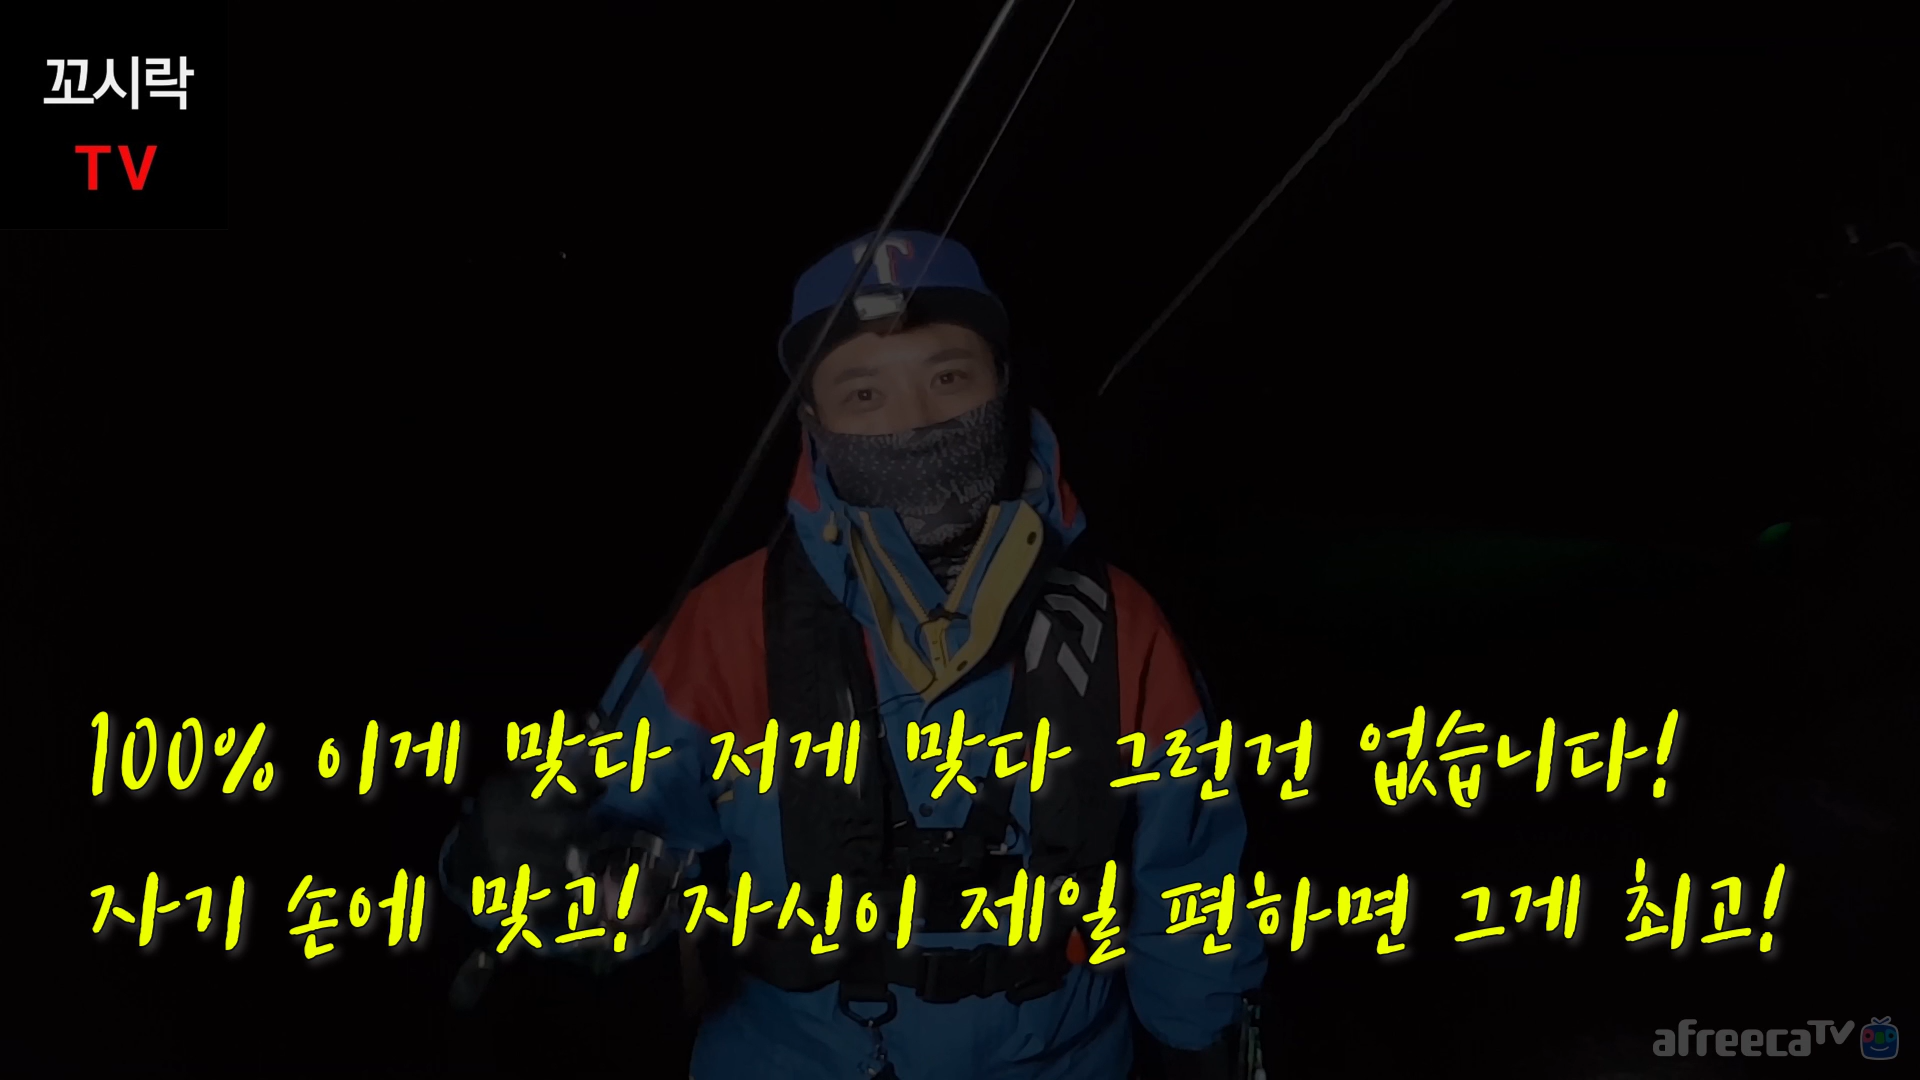 꼬시락
TV
T
100% 이게 맞다 저게 맞다 그런건 없습니다!
자기 손에 맞고! 자신이 제일 편하면 그게 최고!
afreecaTV